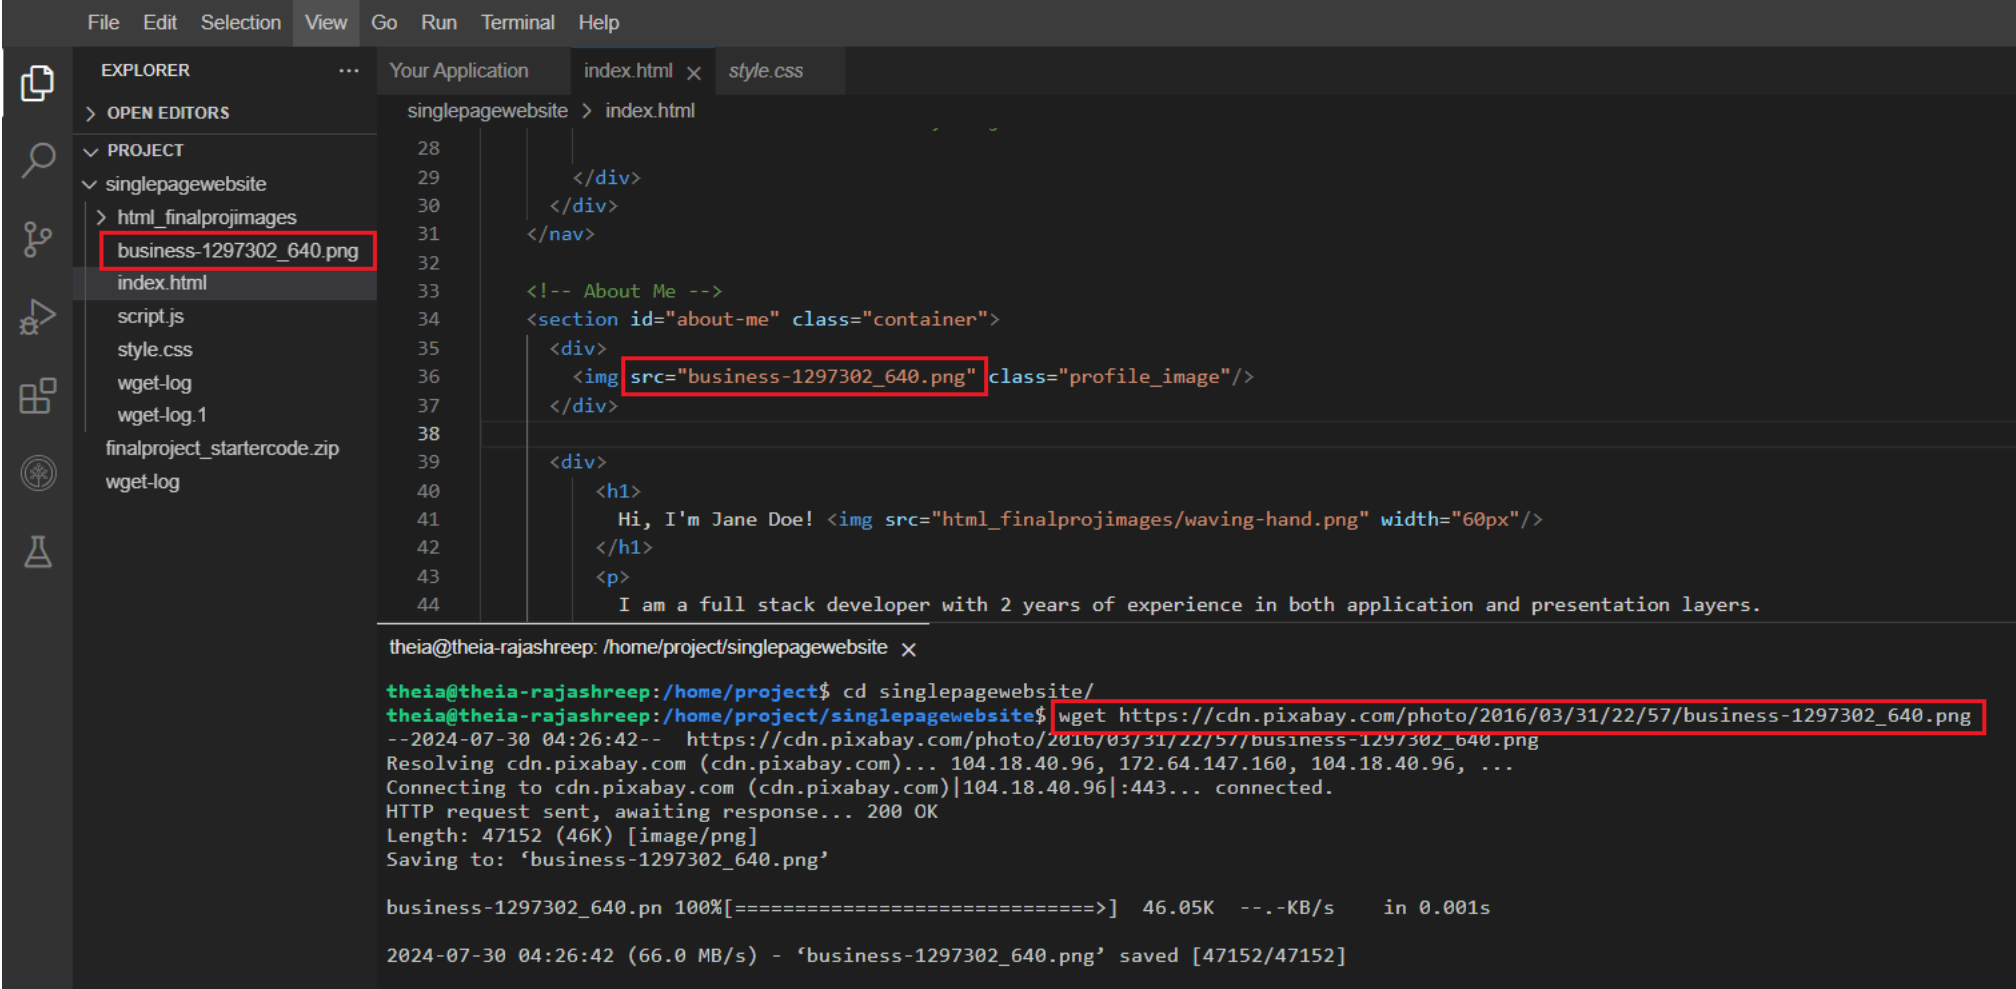 File Edit Selection View Go Run Terminal Help
EXPLORER ···
OPEN EDITORS
PROJECT
singlepagewebsite
html_finalprojimages
business-1297302_640.png
index.html
script.js
style.css
wget-log
wget-log.1
finalproject_startercode.zip
wget-log
Your Application index.html × style.css
singlepagewebsite > index.html
28
29 </div>
30 </div>
31 </nav>
32
33 <!-- About Me -->
34 <section id="about-me" class="container">
35 <div>
36 <img src="business-1297302_640.png" class="profile_image"/>
37 </div>
38
39 <div>
40 <h1>
41 Hi, I'm Jane Doe! <img src="html_finalprojimages/waving-hand.png" width="60px"/>
42 </h1>
43 <p>
44 I am a full stack developer with 2 years of experience in both application and presentation layers.
theia@theia-rajashreep: /home/project/singlepagewebsite ×
theia@theia-rajashreep:/home/project$ cd singlepagewebsite/
theia@theia-rajashreep:/home/project/singlepagewebsite$ wget https://cdn.pixabay.com/photo/2016/03/31/22/57/business-1297302_640.png
--2024-07-30 04:26:42-- https://cdn.pixabay.com/photo/2016/03/31/22/57/business-1297302_640.png
Resolving cdn.pixabay.com (cdn.pixabay.com)... 104.18.40.96, 172.64.147.160, 104.18.40.96, ...
Connecting to cdn.pixabay.com (cdn.pixabay.com)|104.18.40.96|:443... connected.
HTTP request sent, awaiting response... 200 OK
Length: 47152 (46K) [image/png]
Saving to: ‘business-1297302_640.png’
business-1297302_640.pn 100%[==============================>] 46.05K --.-KB/s in 0.001s
2024-07-30 04:26:42 (66.0 MB/s) - ‘business-1297302_640.png’ saved [47152/47152]